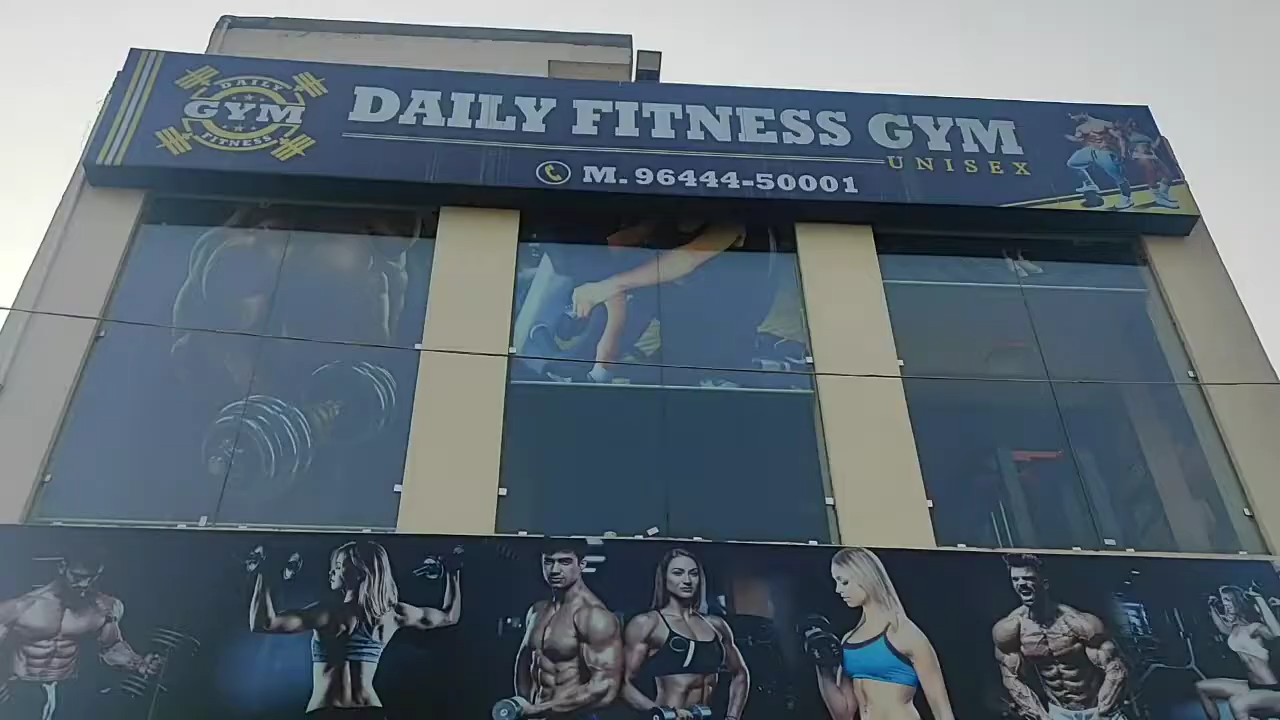 DAILY
GYM
FITNESS
DAILY FITNESS GYM
UNISEX
M. 96444-50001